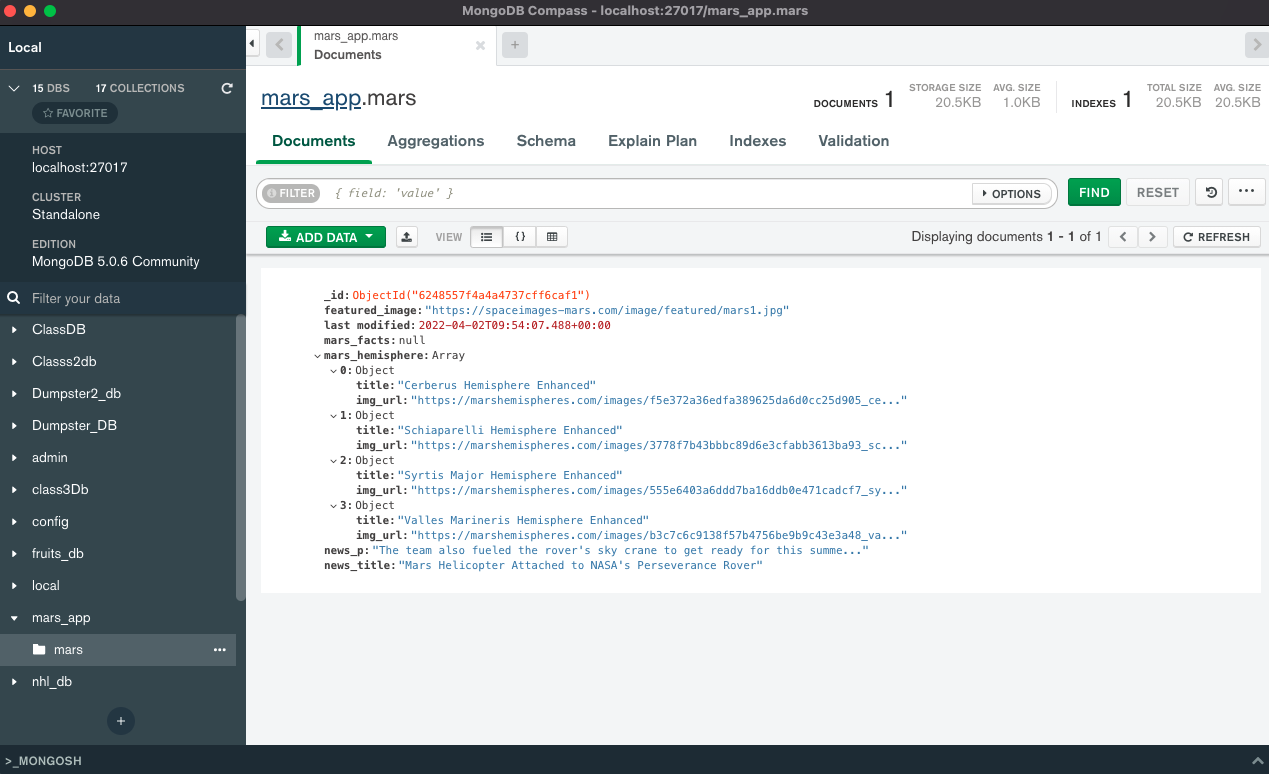 MongoDB Compass - localhost:27017/mars_app.mars
Local
15 DBS 17 COLLECTIONS
FAVORITE
HOST
localhost:27017
CLUSTER
Standalone
EDITION
MongoDB 5.0.6 Community
Filter your data
ClassDB
Classs2db
Dumpster2_db
Dumpster_DB
admin
class3Db
config
fruits_db
local
mars_app
mars
nhl_db
mars_app.mars
Documents
mars_app.mars
DOCUMENTS 1
STORAGE SIZE
20.5KB
AVG. SIZE
1.0KB
INDEXES 1
TOTAL SIZE
20.5KB
AVG. SIZE
20.5KB
Documents Aggregations Schema Explain Plan Indexes Validation
FILTER { field: 'value' } OPTIONS FIND RESET
ADD DATA VIEW {} Displaying documents 1 - 1 of 1 REFRESH
_id: ObjectId("6248557f4a4a4737cff6caf1")
featured_image: "https://spaceimages-mars.com/image/featured/mars1.jpg"
last modified: 2022-04-02T09:54:07.488+00:00
mars_facts: null
mars_hemisphere: Array
0: Object
title: "Cerberus Hemisphere Enhanced"
img_url: "https://marshemispheres.com/images/f5e372a36edfa389625da6d0cc25d905_ce..."
1: Object
title: "Schiaparelli Hemisphere Enhanced"
img_url: "https://marshemispheres.com/images/3778f7b43bbbc89d6e3cfabb3613ba93_sc..."
2: Object
title: "Syrtis Major Hemisphere Enhanced"
img_url: "https://marshemispheres.com/images/555e6403a6ddd7ba16ddb0e471cadcf7_sy..."
3: Object
title: "Valles Marineris Hemisphere Enhanced"
img_url: "https://marshemispheres.com/images/b3c7c6c9138f57b4756be9b9c43e3a48_va..."
news_p: "The team also fueled the rover's sky crane to get ready for this summe..."
news_title: "Mars Helicopter Attached to NASA's Perseverance Rover"
>_MONGOSH